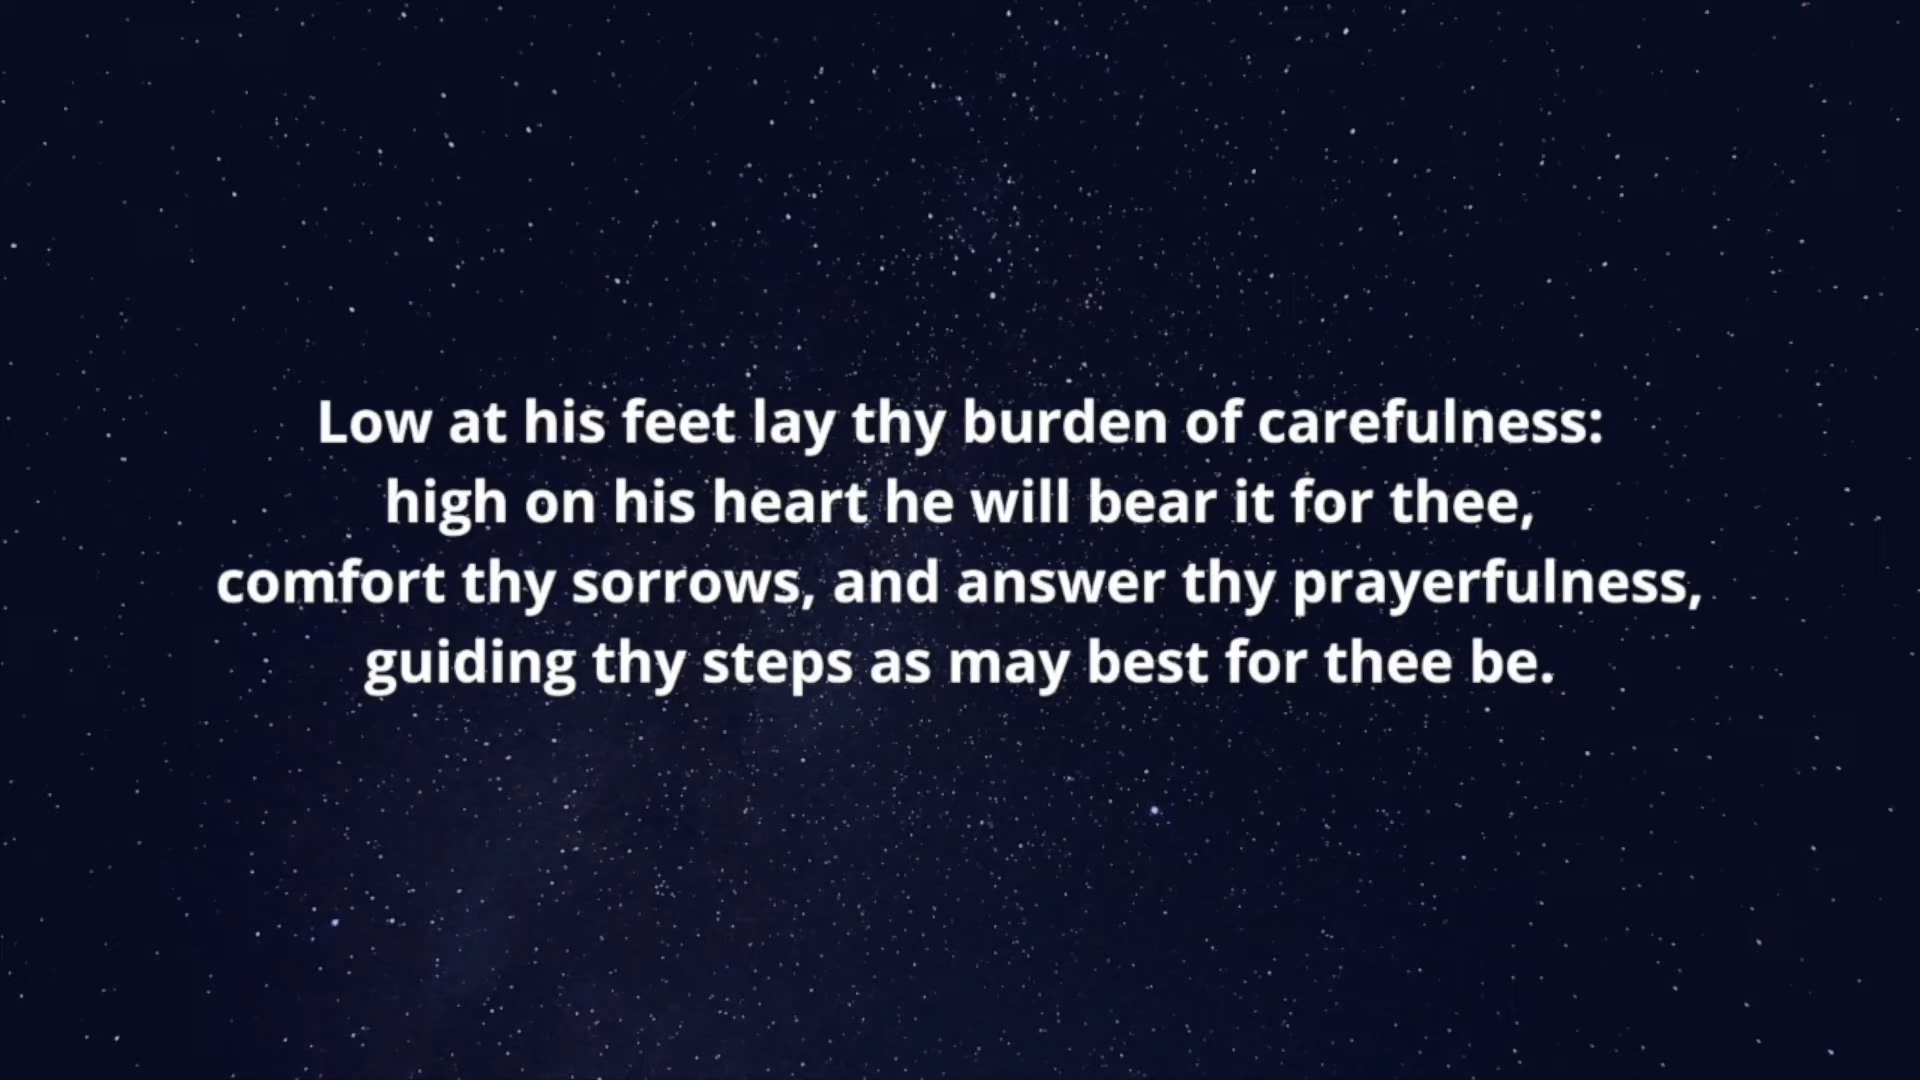 Low at his feet lay thy burden of carefulness:
high on his heart he will bear it for thee,
comfort thy sorrows, and answer thy prayerfulness,
guiding thy steps as may best for thee be.